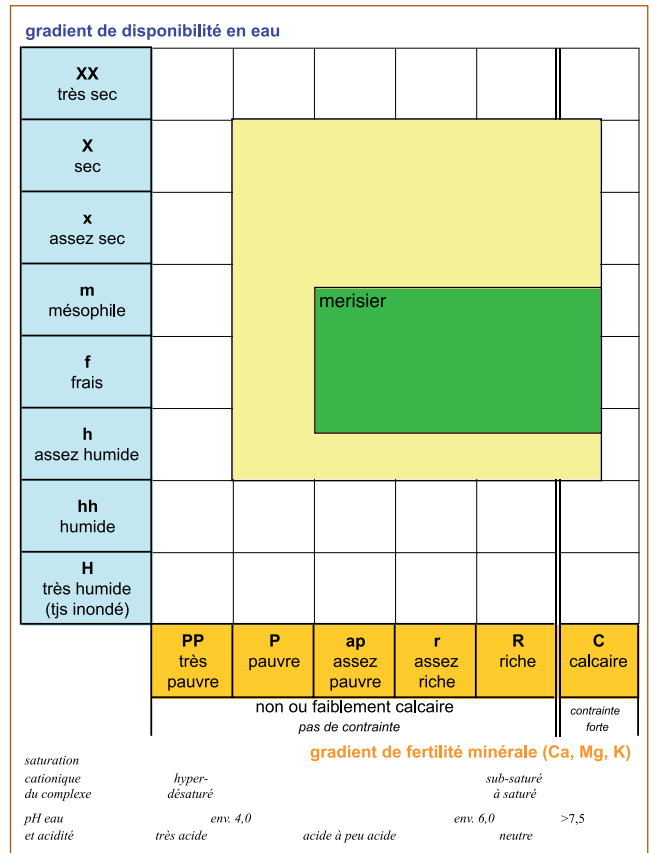 gradient de disponibilité en eau
XX
très sec
X
sec
x
assez sec
m
mésophile
merisier
f
frais
h
assez humide
hh
humide
H
très humide
(tjs inondé)
PP
très
pauvre
P
pauvre
ap
assez
pauvre
r
assez
riche
R
riche
C
calcaire
non ou faiblement calcaire
pas de contrainte
contrainte
forte
gradient de fertilité minérale (Ca, Mg, K)
saturation
cationique
du complexe
hyper-
désaturé
sub-saturé
à saturé
pH eau env. 4,0 env. 6,0 >7,5
et acidité très acide acide à peu acide neutre